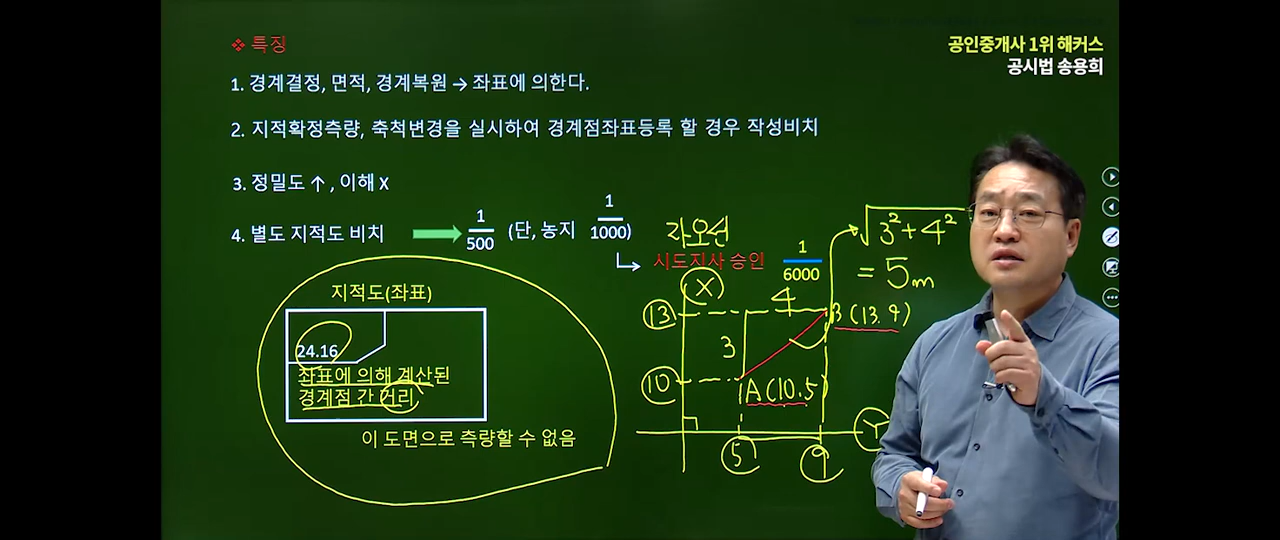 ❖ 특징
공인중개사 1위 해커스
공시법 송용희
1. 경계결정, 면적, 경계복원 → 좌표에 의한다.
2. 지적확정측량, 축척변경을 실시하여 경계점좌표등록 할 경우 작성비치
3. 정밀도 ↑ , 이해 X
4. 별도 지적도 비치 1/500 (단, 농지 1/1000)
시도지사 승인 1/6000
자오선
√3²+4²
= 5m
지적도(좌표)
24.16
좌표에 의해 계산된
경계점 간 거리
이 도면으로 측량할 수 없음
X
13
4
B(13.9)
3
10
A(10.5)
Y
5
9